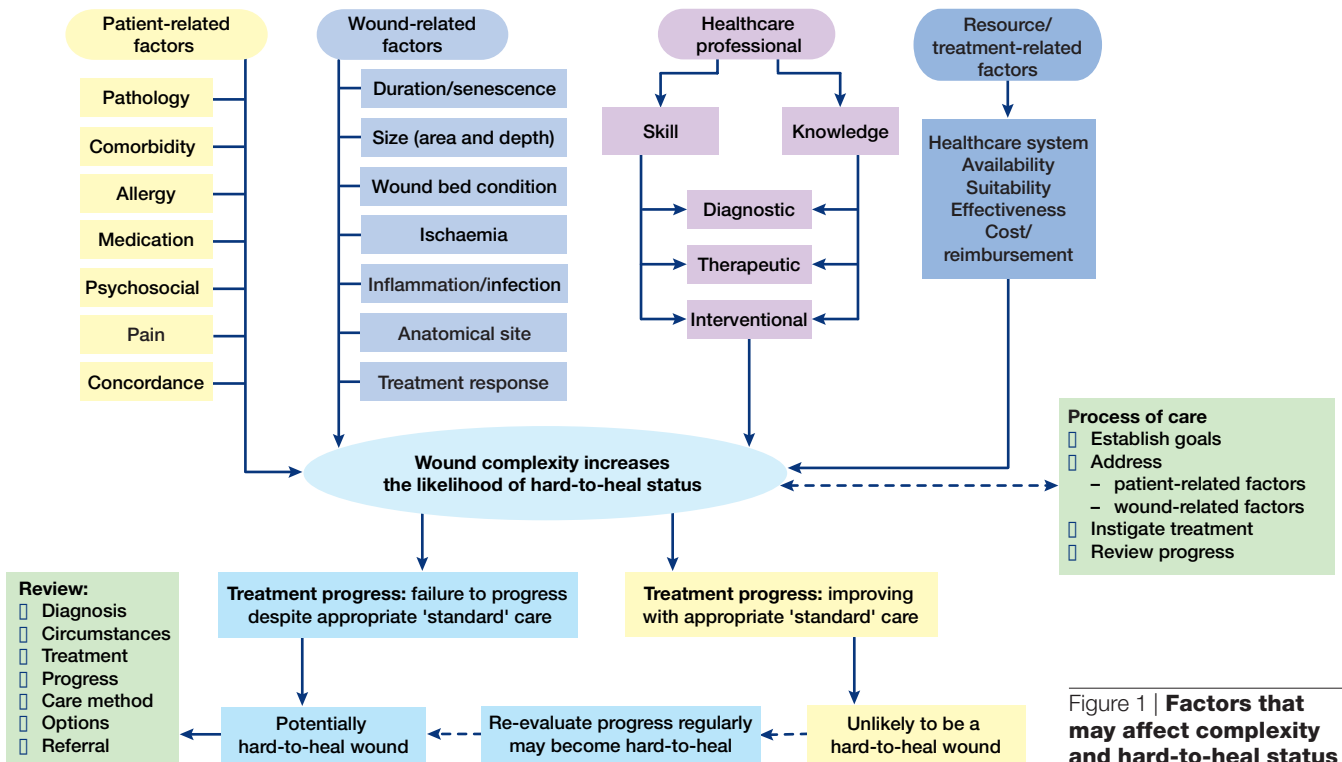 Patient-related
factors
Pathology
Comorbidity
Allergy
Medication
Psychosocial
Pain
Concordance
Wound-related
factors
Duration/senescence
Size (area and depth)
Wound bed condition
Ischaemia
Inflammation/infection
Anatomical site
Treatment response
Healthcare
professional
Skill
Knowledge
Diagnostic
Therapeutic
Interventional
Resource/
treatment-related
factors
Healthcare system
Availability
Suitability
Effectiveness
Cost/
reimbursement
Wound complexity increases
the likelihood of hard-to-heal status
Process of care
Establish goals
Address
– patient-related factors
– wound-related factors
Instigate treatment
Review progress
Treatment progress: failure to progress
despite appropriate 'standard' care
Treatment progress: improving
with appropriate 'standard' care
Review:
Diagnosis
Circumstances
Treatment
Progress
Care method
Options
Referral
Potentially
hard-to-heal wound
Re-evaluate progress regularly
may become hard-to-heal
Unlikely to be a
hard-to-heal wound
Figure 1 | Factors that
may affect complexity
and hard-to-heal status